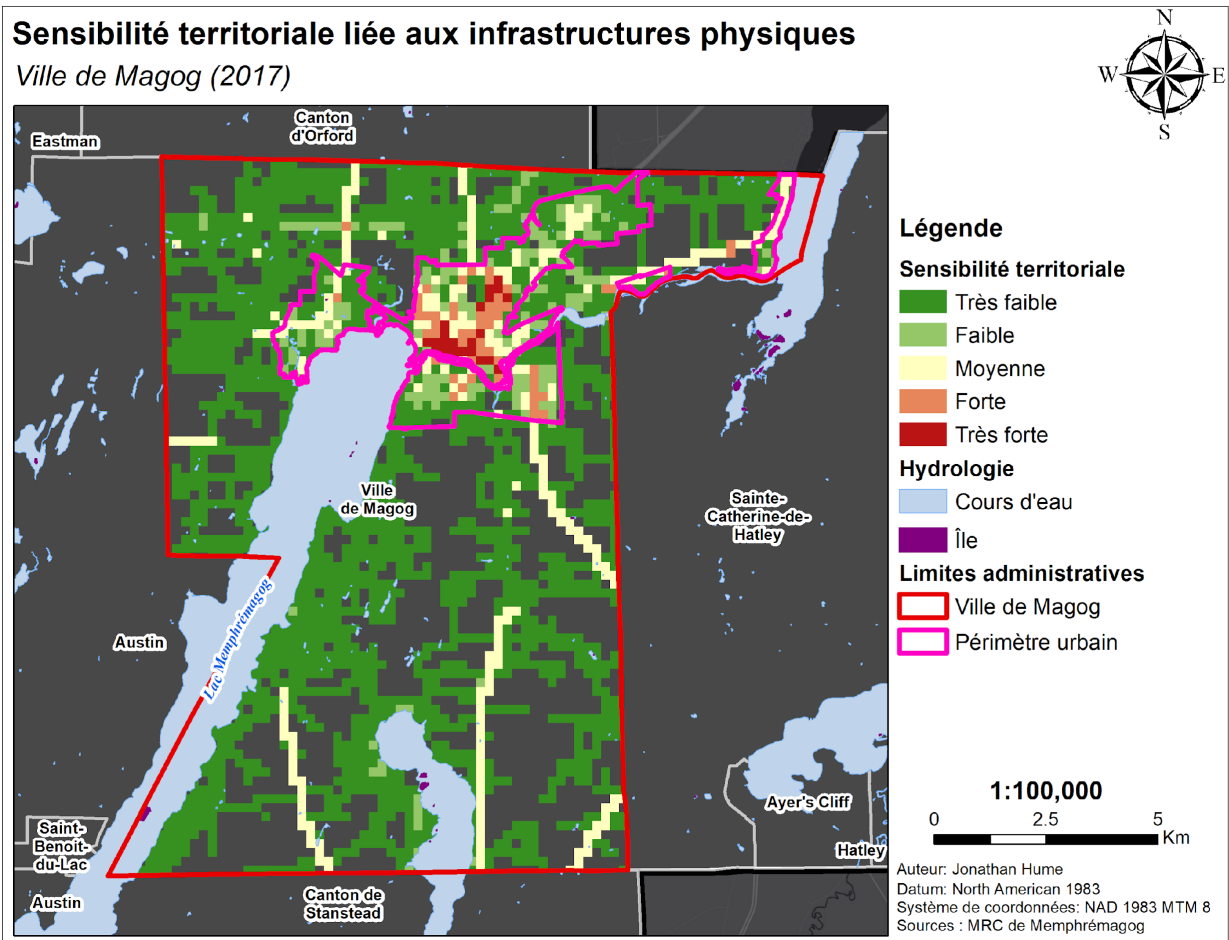 Sensibilité territoriale liée aux infrastructures physiques
Ville de Magog (2017)
N
W
E
S
Canton
d'Orford
Eastman
Ville
de Magog
Sainte-
Catherine-de-
Hatley
Austin
Lac Memphrémagog
Ayer's Cliff
Saint-
Benoit-
du-Lac
Hatley
Austin
Canton de
Stanstead
Légende
Sensibilité territoriale
Très faible
Faible
Moyenne
Forte
Très forte
Hydrologie
Cours d'eau
Île
Limites administratives
Ville de Magog
Périmètre urbain
1:100,000
0 2.5 5
Km
Auteur: Jonathan Hume
Datum: North American 1983
Système de coordonnées: NAD 1983 MTM 8
Sources : MRC de Memphrémagog